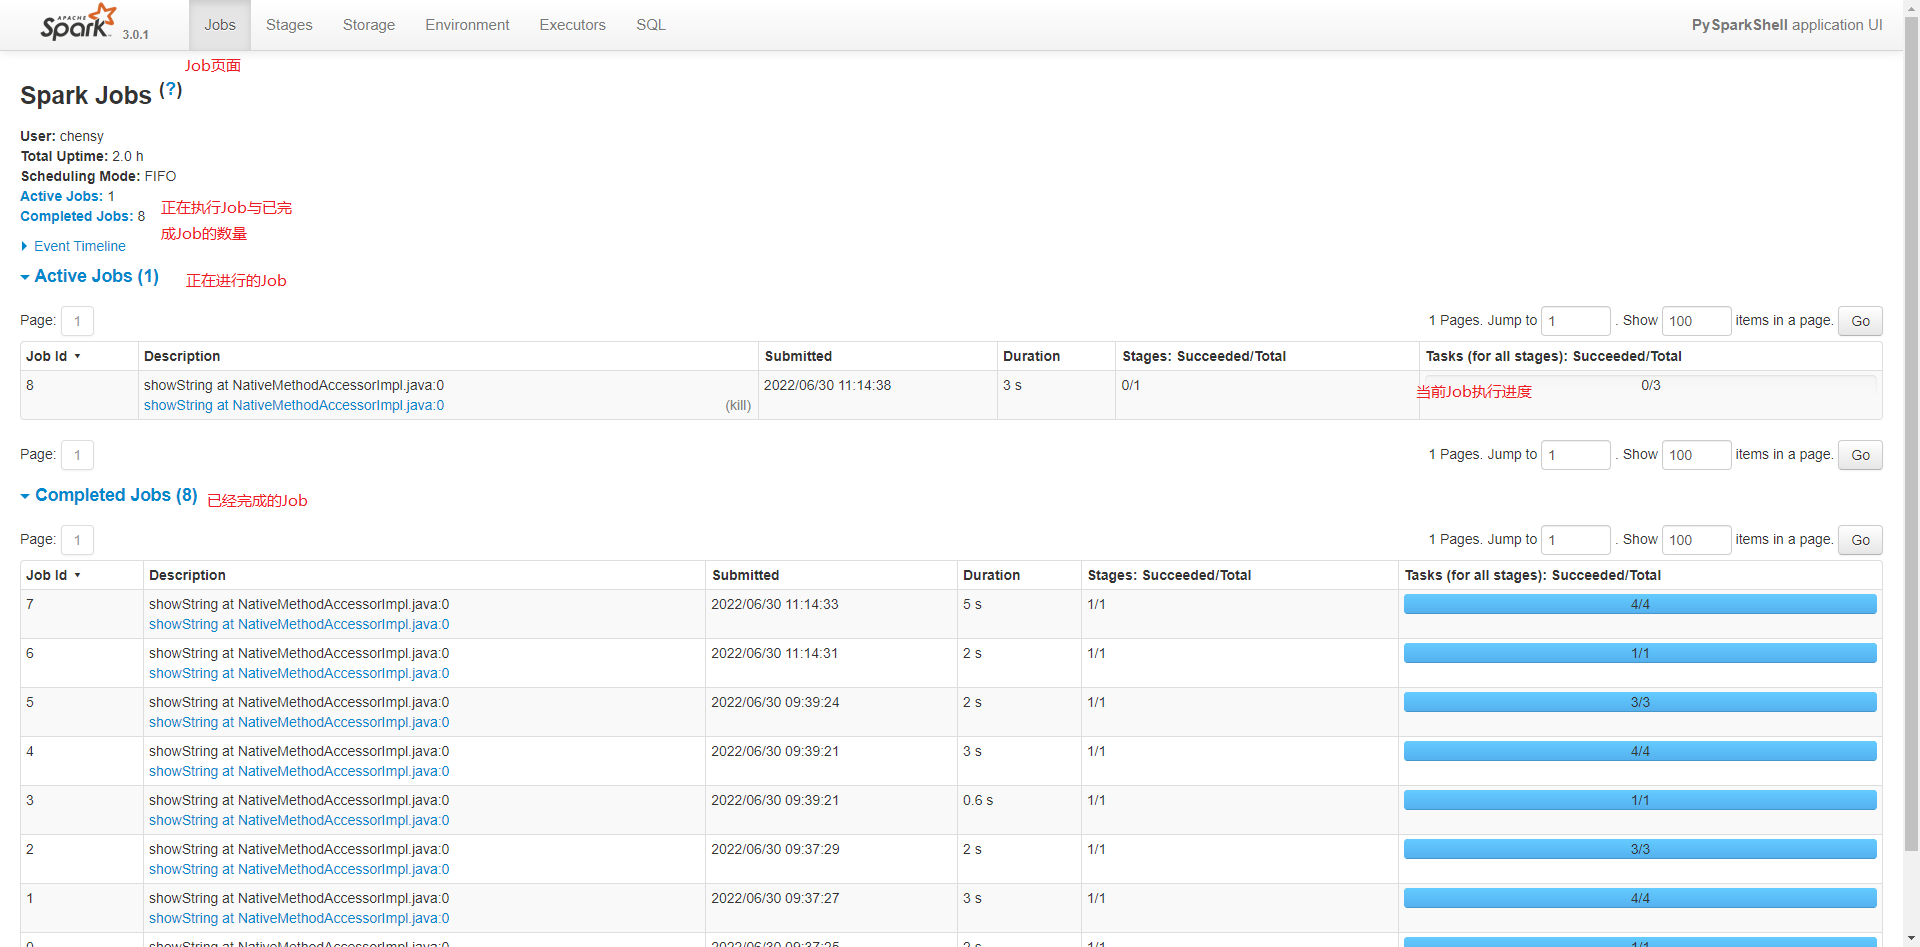 APACHE Spark 3.0.1 Jobs Stages Storage Environment Executors SQL PySparkShell application UI
Job页面
Spark Jobs (?)
User: chensy
Total Uptime: 2.0 h
Scheduling Mode: FIFO
Active Jobs: 1
Completed Jobs: 8
正在执行Job与已完
成Job的数量
Event Timeline
Active Jobs (1) 正在进行的Job
Page: 1 1 Pages. Jump to 1 . Show 100 items in a page. Go
Job Id Description Submitted Duration Stages: Succeeded/Total Tasks (for all stages): Succeeded/Total
8 showString at NativeMethodAccessorImpl.java:0 2022/06/30 11:14:38 3 s 0/1 0/3
showString at NativeMethodAccessorImpl.java:0 (kill) 当前Job执行进度
Page: 1 1 Pages. Jump to 1 . Show 100 items in a page. Go
Completed Jobs (8) 已经完成的Job
Page: 1 1 Pages. Jump to 1 . Show 100 items in a page. Go
Job Id Description Submitted Duration Stages: Succeeded/Total Tasks (for all stages): Succeeded/Total
7 showString at NativeMethodAccessorImpl.java:0 2022/06/30 11:14:33 5 s 1/1 4/4
showString at NativeMethodAccessorImpl.java:0
6 showString at NativeMethodAccessorImpl.java:0 2022/06/30 11:14:31 2 s 1/1 1/1
showString at NativeMethodAccessorImpl.java:0
5 showString at NativeMethodAccessorImpl.java:0 2022/06/30 09:39:24 2 s 1/1 3/3
showString at NativeMethodAccessorImpl.java:0
4 showString at NativeMethodAccessorImpl.java:0 2022/06/30 09:39:21 3 s 1/1 4/4
showString at NativeMethodAccessorImpl.java:0
3 showString at NativeMethodAccessorImpl.java:0 2022/06/30 09:39:21 0.6 s 1/1 1/1
showString at NativeMethodAccessorImpl.java:0
2 showString at NativeMethodAccessorImpl.java:0 2022/06/30 09:37:29 2 s 1/1 3/3
showString at NativeMethodAccessorImpl.java:0
1 showString at NativeMethodAccessorImpl.java:0 2022/06/30 09:37:27 3 s 1/1 4/4
showString at NativeMethodAccessorImpl.java:0
0 showString at NativeMethodAccessorImpl.java:0 2022/06/30 09:37:25 2 s 1/1 1/1